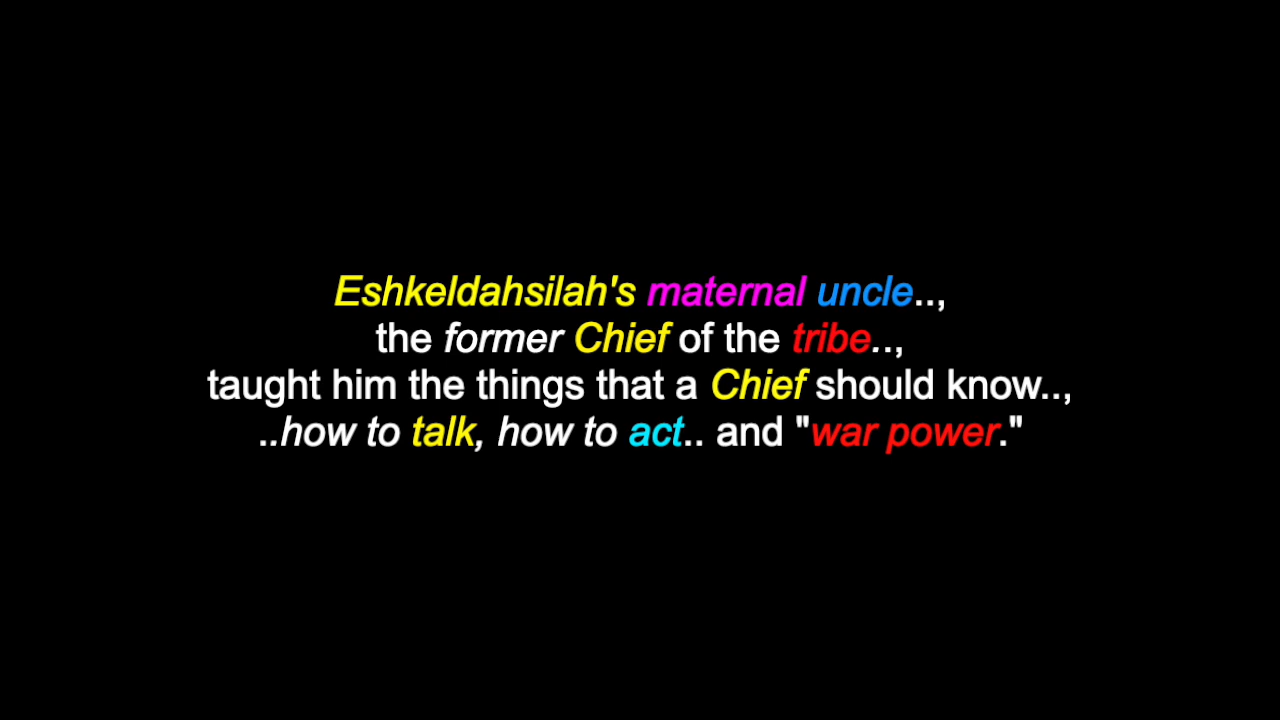 Eshkeldahsilah's maternal uncle..,
the former Chief of the tribe..,
taught him the things that a Chief should know..,
..how to talk, how to act.. and "war power."